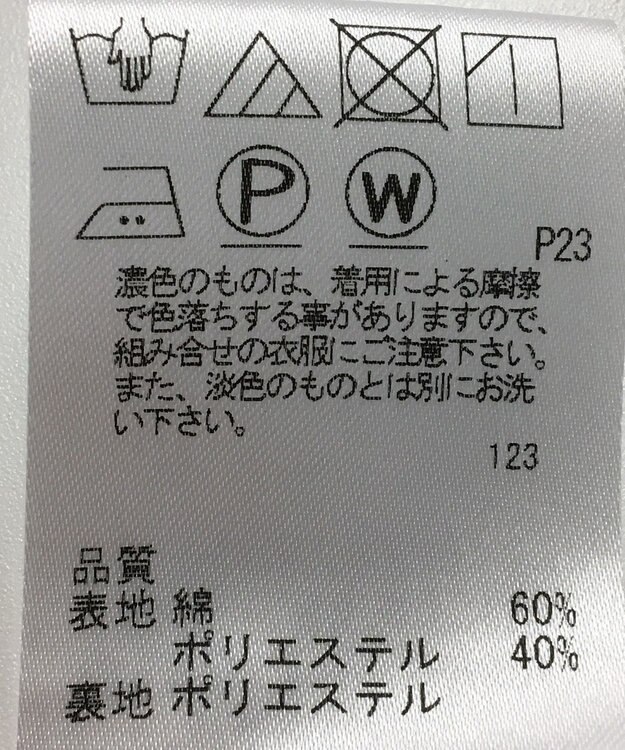 P W
P23
濃色のものは、着用による摩擦
で色落ちする事がありますので、
組み合せの衣服にご注意下さい。
また、淡色のものとは別にお洗
い下さい。
123
品質
表地 綿 60%
ポリエステル 40%
裏地 ポリエステル